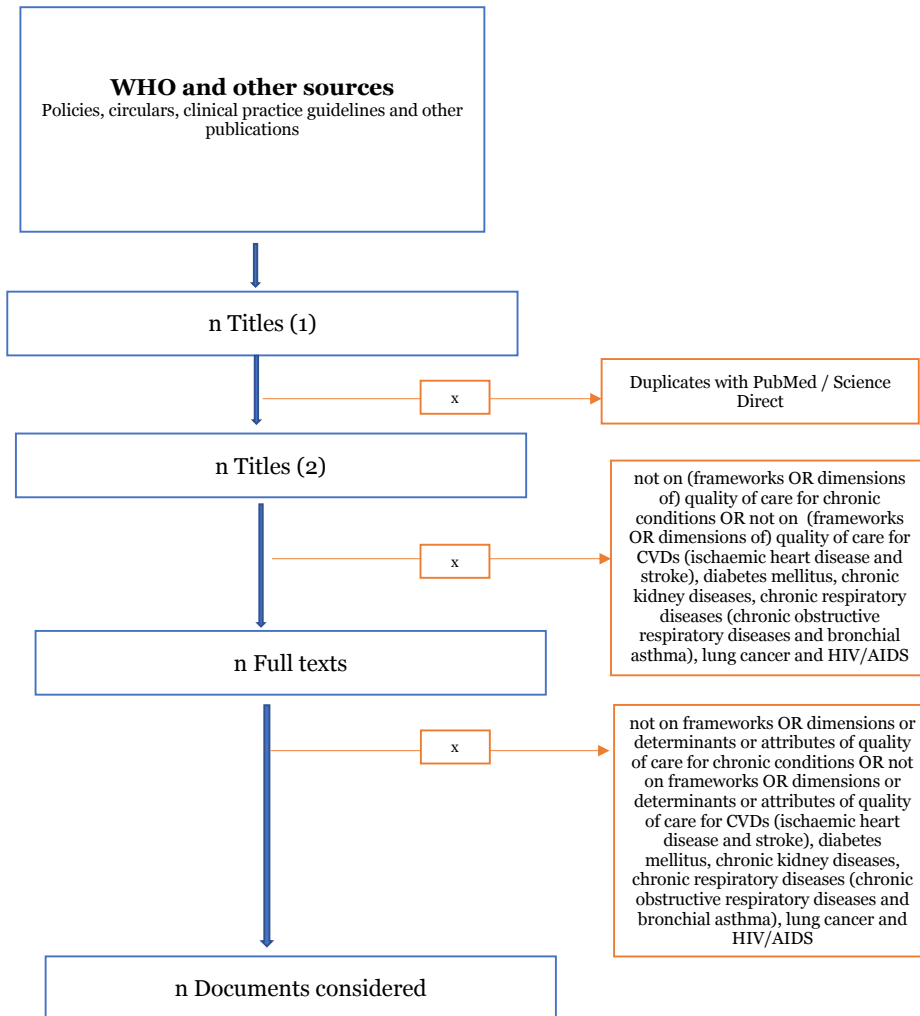 WHO and other sources
Policies, circulars, clinical practice guidelines and other
publications
n Titles (1)
x
Duplicates with PubMed / Science
Direct
n Titles (2)
x
not on (frameworks OR dimensions
of) quality of care for chronic
conditions OR not on (frameworks
OR dimensions of) quality of care for
CVDs (ischaemic heart disease and
stroke), diabetes mellitus, chronic
kidney diseases, chronic respiratory
diseases (chronic obstructive
respiratory diseases and bronchial
asthma), lung cancer and HIV/AIDS
n Full texts
x
not on frameworks OR dimensions or
determinants or attributes of quality
of care for chronic conditions OR not
on frameworks OR dimensions or
determinants or attributes of quality
of care for CVDs (ischaemic heart
disease and stroke), diabetes
mellitus, chronic kidney diseases,
chronic respiratory diseases (chronic
obstructive respiratory diseases and
bronchial asthma), lung cancer and
HIV/AIDS
n Documents considered